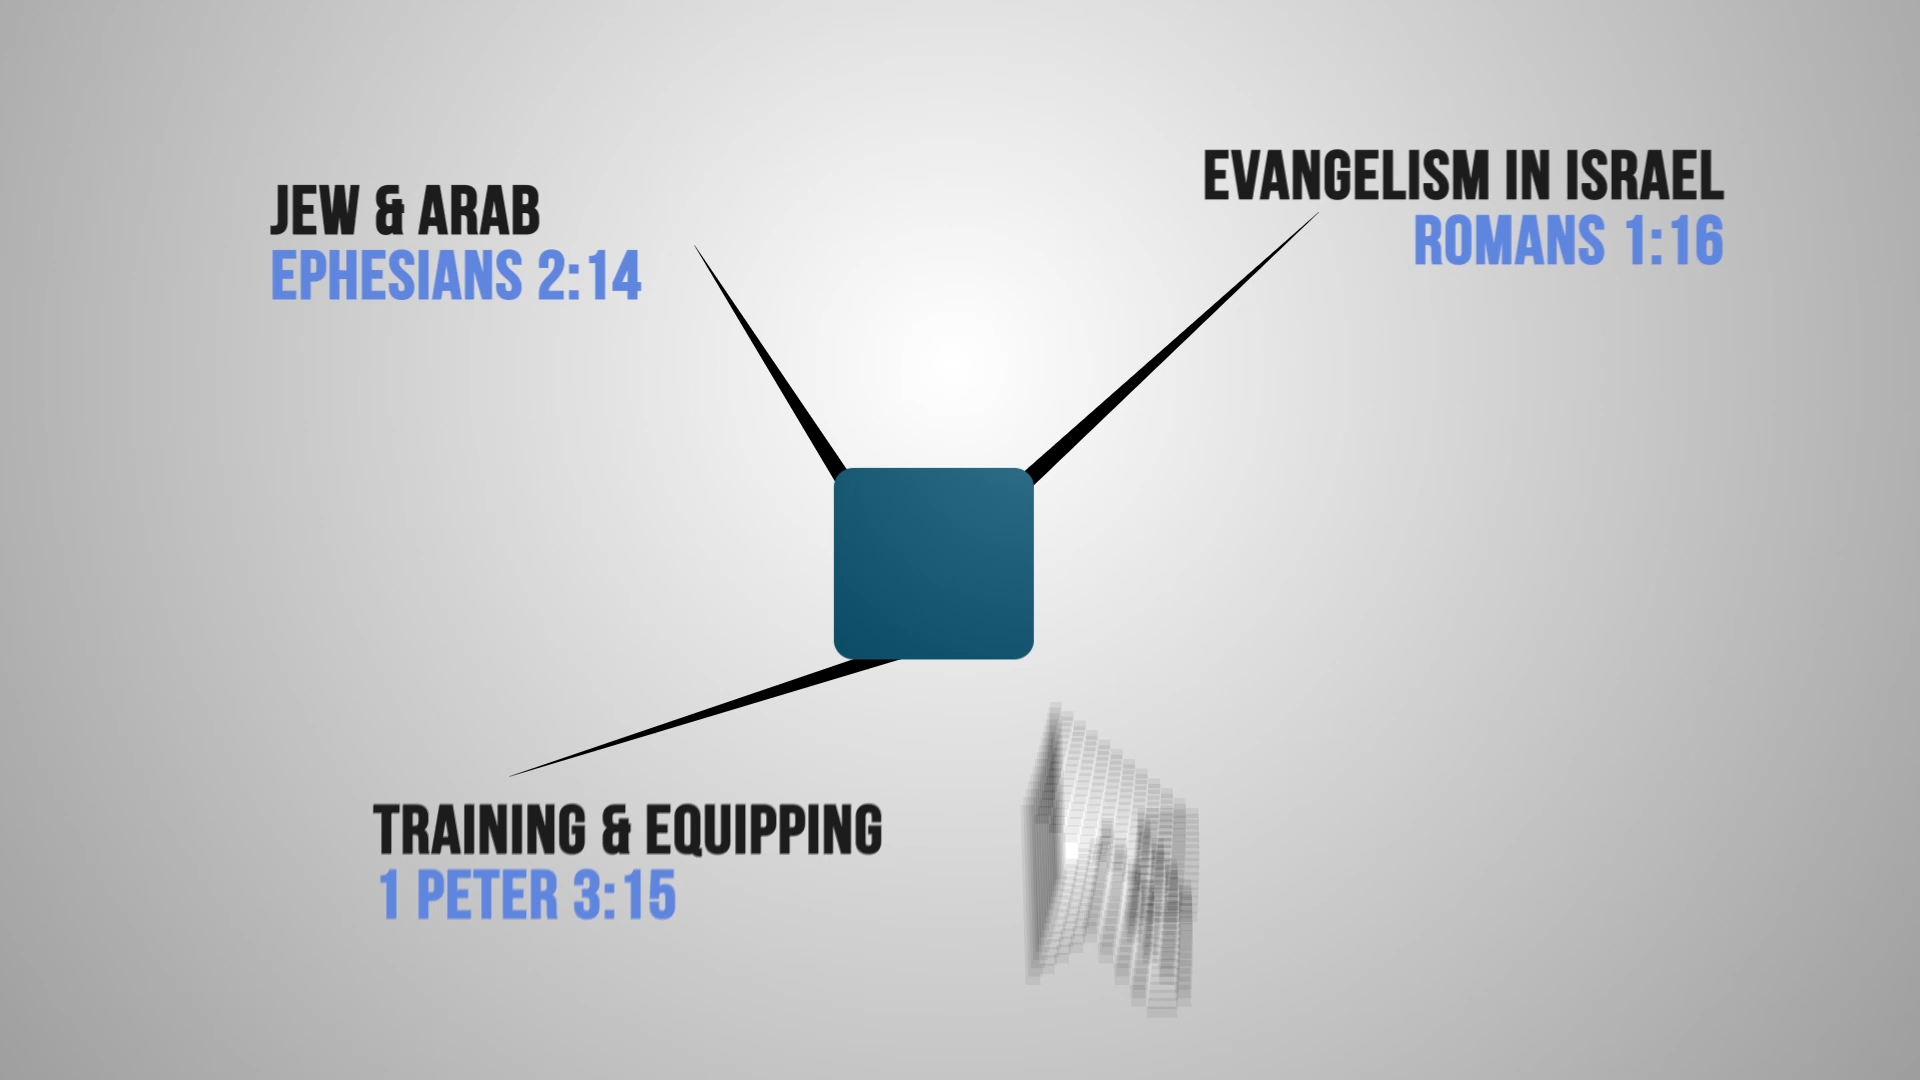 JEW & ARAB
EPHESIANS 2:14
EVANGELISM IN ISRAEL
ROMANS 1:16
TRAINING & EQUIPPING
1 PETER 3:15